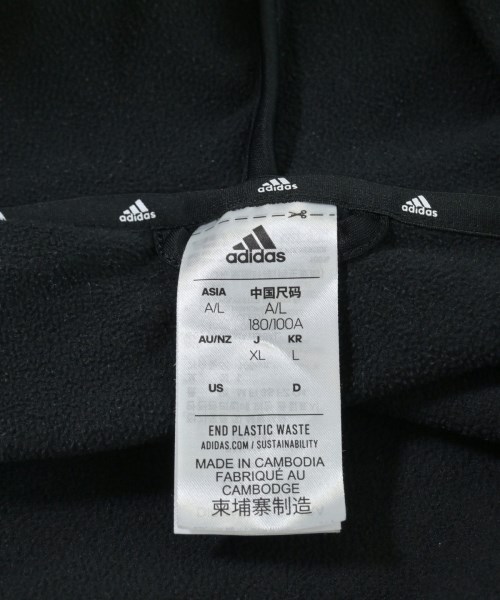 adidas
adidas
adidas
adidas
ASIA 中国尺码
A/L A/L
180/100A
AU/NZ J KR
XL L
US D
END PLASTIC WASTE
ADIDAS.COM / SUSTAINABILITY
MADE IN CAMBODIA
FABRIQUÉ AU
CAMBODGE
柬埔寨制造